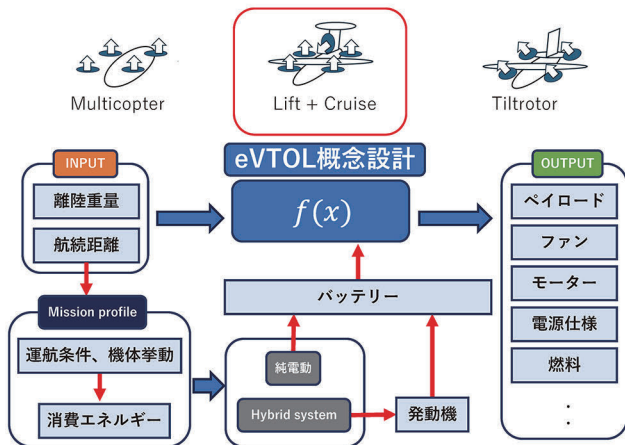 Multicopter
Lift + Cruise
Tiltrotor
eVTOL概念設計
INPUT
離陸重量
航続距離
f(x)
OUTPUT
ペイロード
ファン
モーター
電源仕様
燃料
.
.
バッテリー
Mission profile
運航条件、機体挙動
消費エネルギー
純電動
Hybrid system
発動機